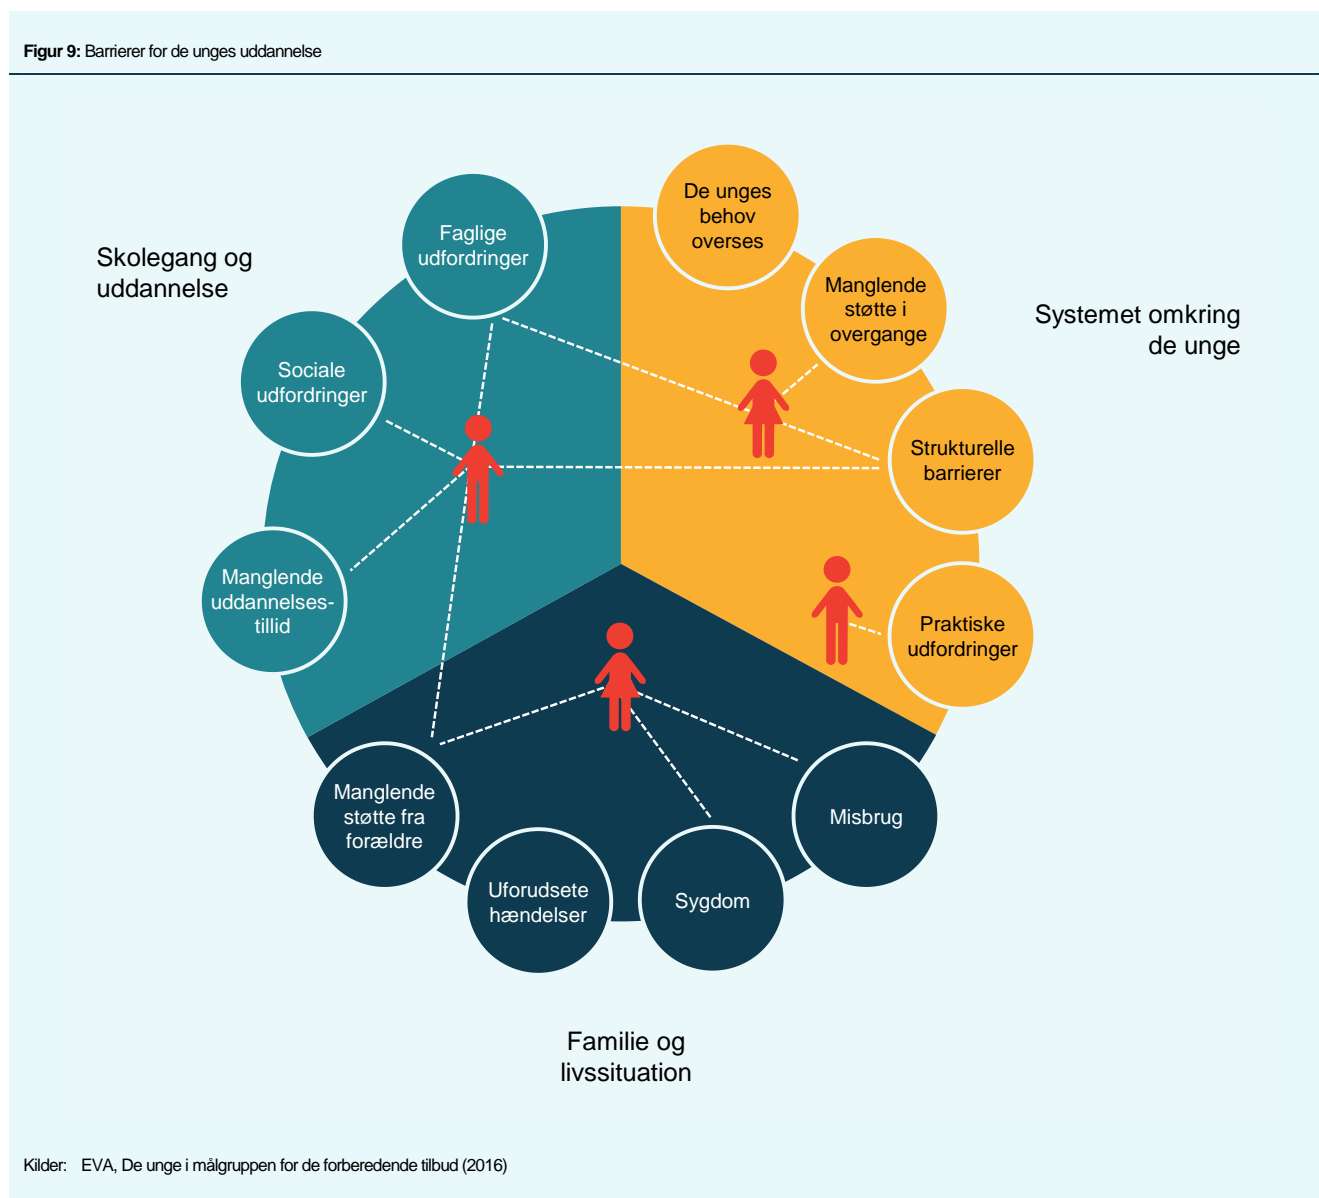 Figur 9: Barrierer for de unges uddannelse
Skolegang og
uddannelse
Faglige
udfordringer
Sociale
udfordringer
Manglende
uddannelses-
tillid
De unges
behov
overses
Manglende
støtte i
overgange
Systemet omkring
de unge
Strukturelle
barrierer
Praktiske
udfordringer
Manglende
støtte fra
forældre
Uforudsete
hændelser
Sygdom
Misbrug
Familie og
livssituation
Kilder: EVA, De unge i målgruppen for de forberedende tilbud (2016)